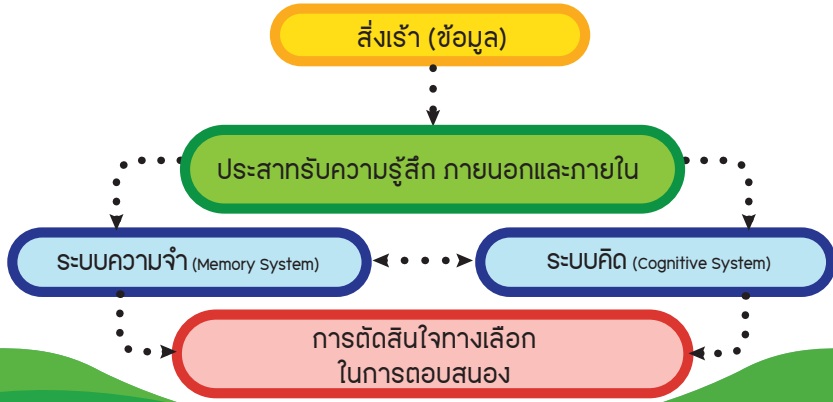 สิ่งเร้า (ข้อมูล)
ประสาทรับความรู้สึก ภายนอกและภายใน
ระบบความจำ (Memory System)
ระบบคิด (Cognitive System)
การตัดสินใจทางเลือก
ในการตอบสนอง